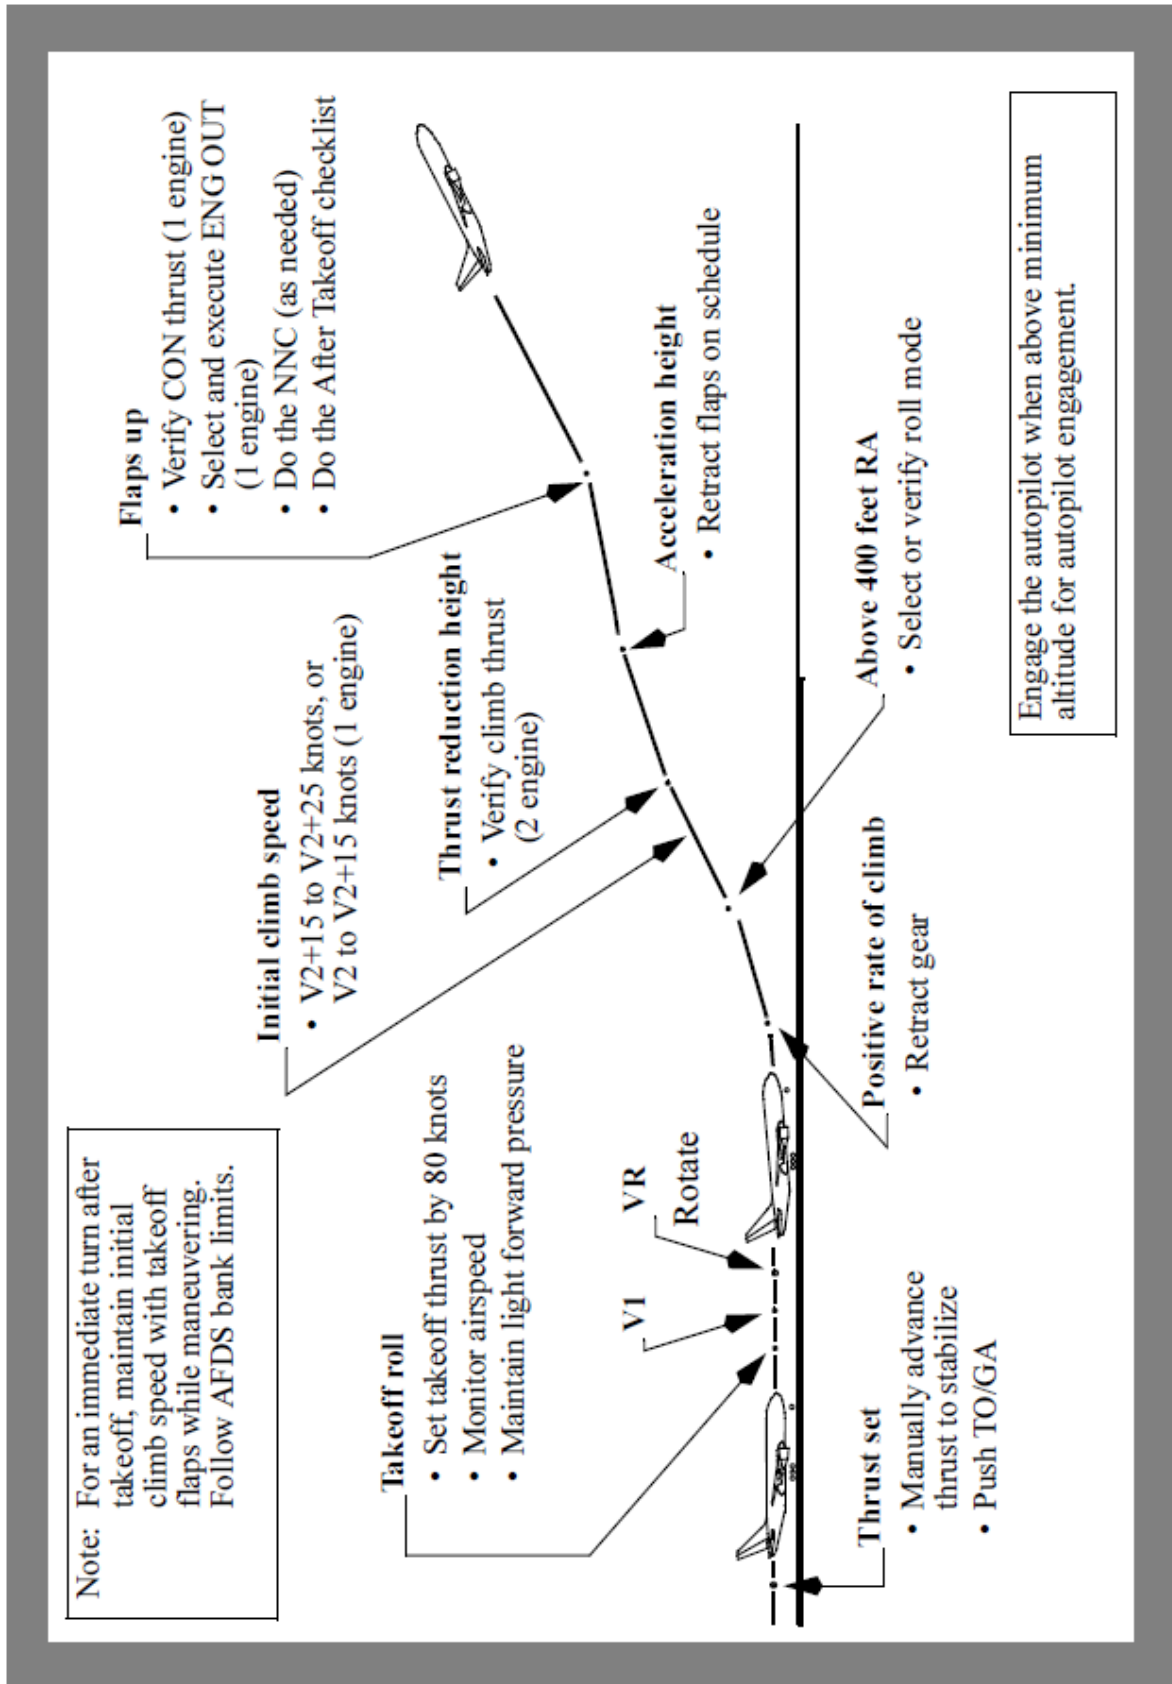 Note: For an immediate turn after
takeoff, maintain initial
climb speed with takeoff
flaps while maneuvering.
Follow AFDS bank limits.
Takeoff roll
• Set takeoff thrust by 80 knots
• Monitor airspeed
• Maintain light forward pressure
V1
VR
Rotate
Thrust set
• Manually advance
thrust to stabilize
• Push TO/GA
Initial climb speed
• V2+15 to V2+25 knots, or
V2 to V2+15 knots (1 engine)
Thrust reduction height
• Verify climb thrust
(2 engine)
Positive rate of climb
• Retract gear
Flaps up
• Verify CON thrust (1 engine)
• Select and execute ENG OUT
(1 engine)
• Do the NNC (as needed)
• Do the After Takeoff checklist
Acceleration height
• Retract flaps on schedule
Above 400 feet RA
• Select or verify roll mode
Engage the autopilot when above minimum
altitude for autopilot engagement.